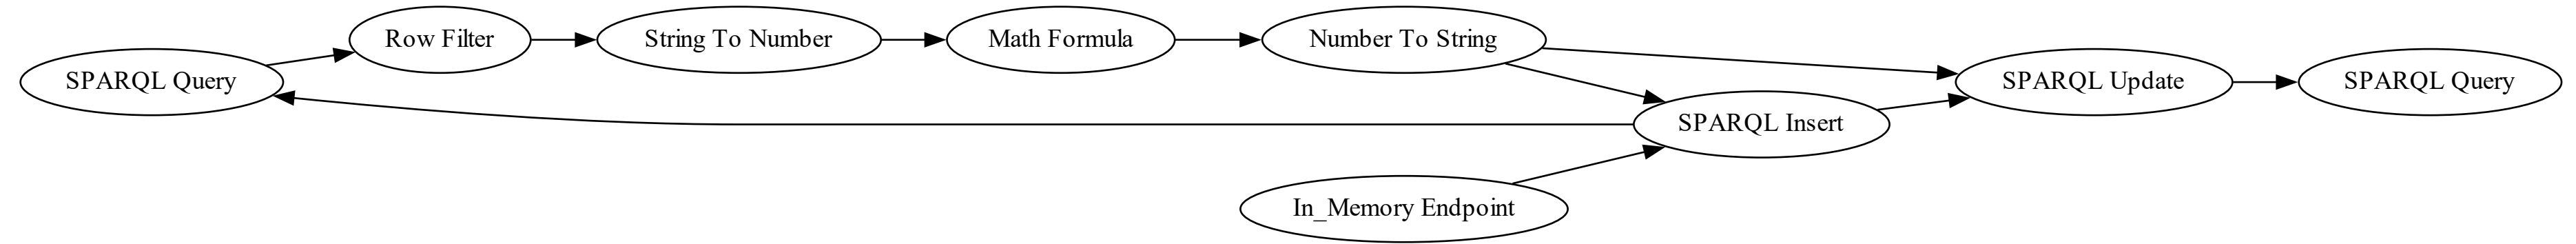 SPARQL Query
Row Filter
String To Number
Math Formula
Number To String
SPARQL Insert
In_Memory Endpoint
SPARQL Update
SPARQL Query